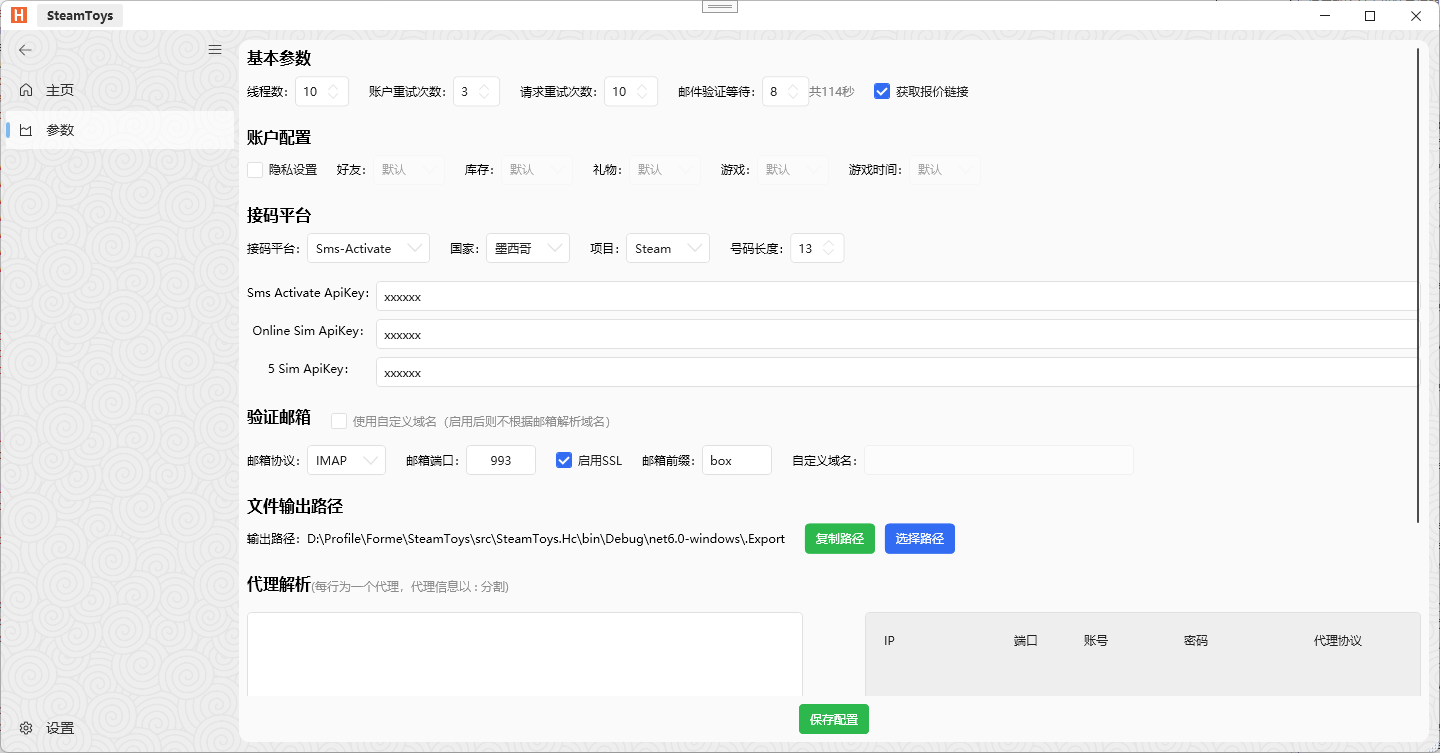 SteamToys
主页
参数
设置
基本参数
线程数: 10 账户重试次数: 3 请求重试次数: 10 邮件验证等待: 8 共114秒 获取报价链接
账户配置
隐私设置 好友: 默认 库存: 默认 礼物: 默认 游戏: 默认 游戏时间: 默认
接码平台
接码平台: Sms-Activate 国家: 墨西哥 项目: Steam 号码长度: 13
Sms Activate ApiKey: xxxxxx
Online Sim ApiKey: xxxxxx
5 Sim ApiKey: xxxxxx
验证邮箱 使用自定义域名（启用后则不根据邮箱解析域名）
邮箱协议: IMAP 邮箱端口: 993 启用SSL 邮箱前缀: box 自定义域名:
文件输出路径
输出路径: D:\Profile\Forme\SteamToys\src\SteamToys.Hc\bin\Debug\net6.0-windows\.Export 复制路径 选择路径
代理解析(每行为一个代理，代理信息以 : 分割)
IP 端口 账号 密码 代理协议
保存配置